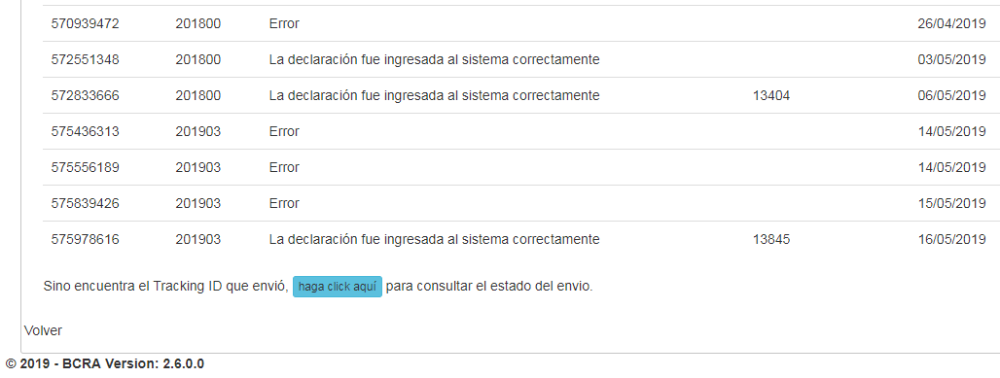 570939472 201800 Error 26/04/2019
572551348 201800 La declaración fue ingresada al sistema correctamente 03/05/2019
572833666 201800 La declaración fue ingresada al sistema correctamente 13404 06/05/2019
575436313 201903 Error 14/05/2019
575556189 201903 Error 14/05/2019
575839426 201903 Error 15/05/2019
575978616 201903 La declaración fue ingresada al sistema correctamente 13845 16/05/2019
Sino encuentra el Tracking ID que envió, haga click aquí para consultar el estado del envio.
Volver
© 2019 - BCRA Version: 2.6.0.0